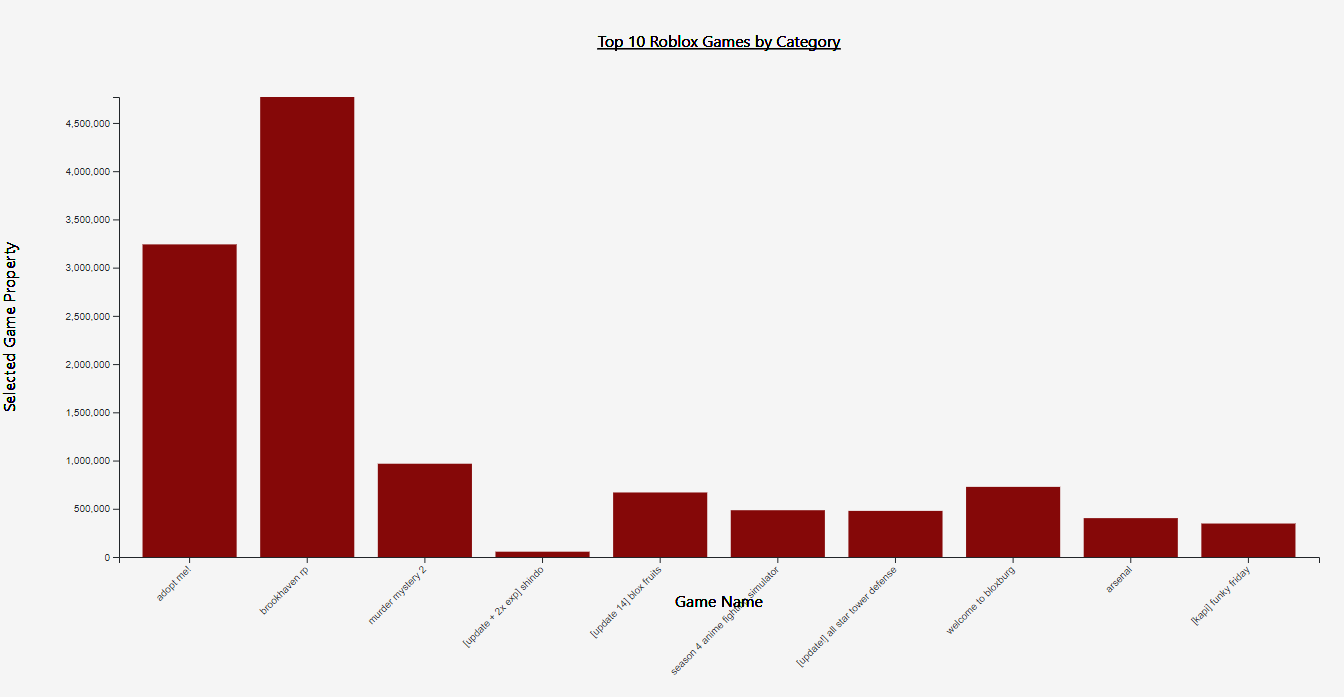 Top 10 Roblox Games by Category
Selected Game Property
4,500,000
4,000,000
3,500,000
3,000,000
2,500,000
2,000,000
1,500,000
1,000,000
500,000
0
adopt me!
brookhaven rp
murder mystery 2
[update + 2x exp] shindo
[update 14] blox fruits
season 4 anime fighters simulator
[update!] all star tower defense
welcome to bloxburg
arsenal
[kapi] funky friday
Game Name